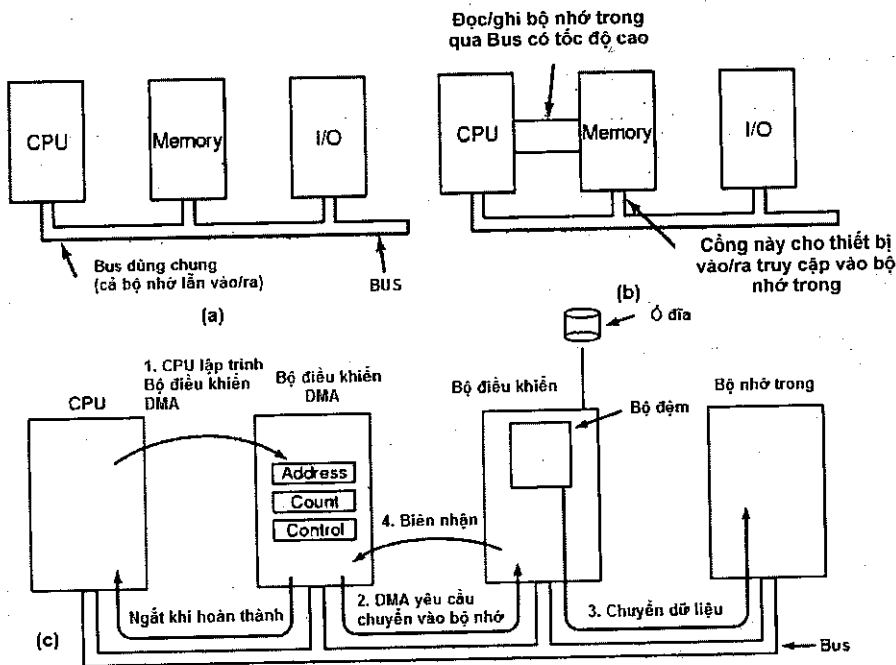 CPU
Memory
I/O
Bus dùng chung
(cả bộ nhớ lẫn vào/ra)
BUS
(a)
Đọc/ghi bộ nhớ trong
qua Bus có tốc độ cao
CPU
Memory
I/O
Cổng này cho thiết bị
vào/ra truy cập vào bộ
nhớ trong
(b)
Ổ đĩa
1. CPU lập trình
Bộ điều khiển
DMA
CPU
Bộ điều khiển
DMA
Bộ điều khiển
Bộ nhớ trong
Bộ đệm
Address
Count
Control
4. Biên nhận
Ngắt khi hoàn thành
2. DMA yêu cầu
chuyển vào bộ nhớ
3. Chuyển dữ liệu
(c)
Bus